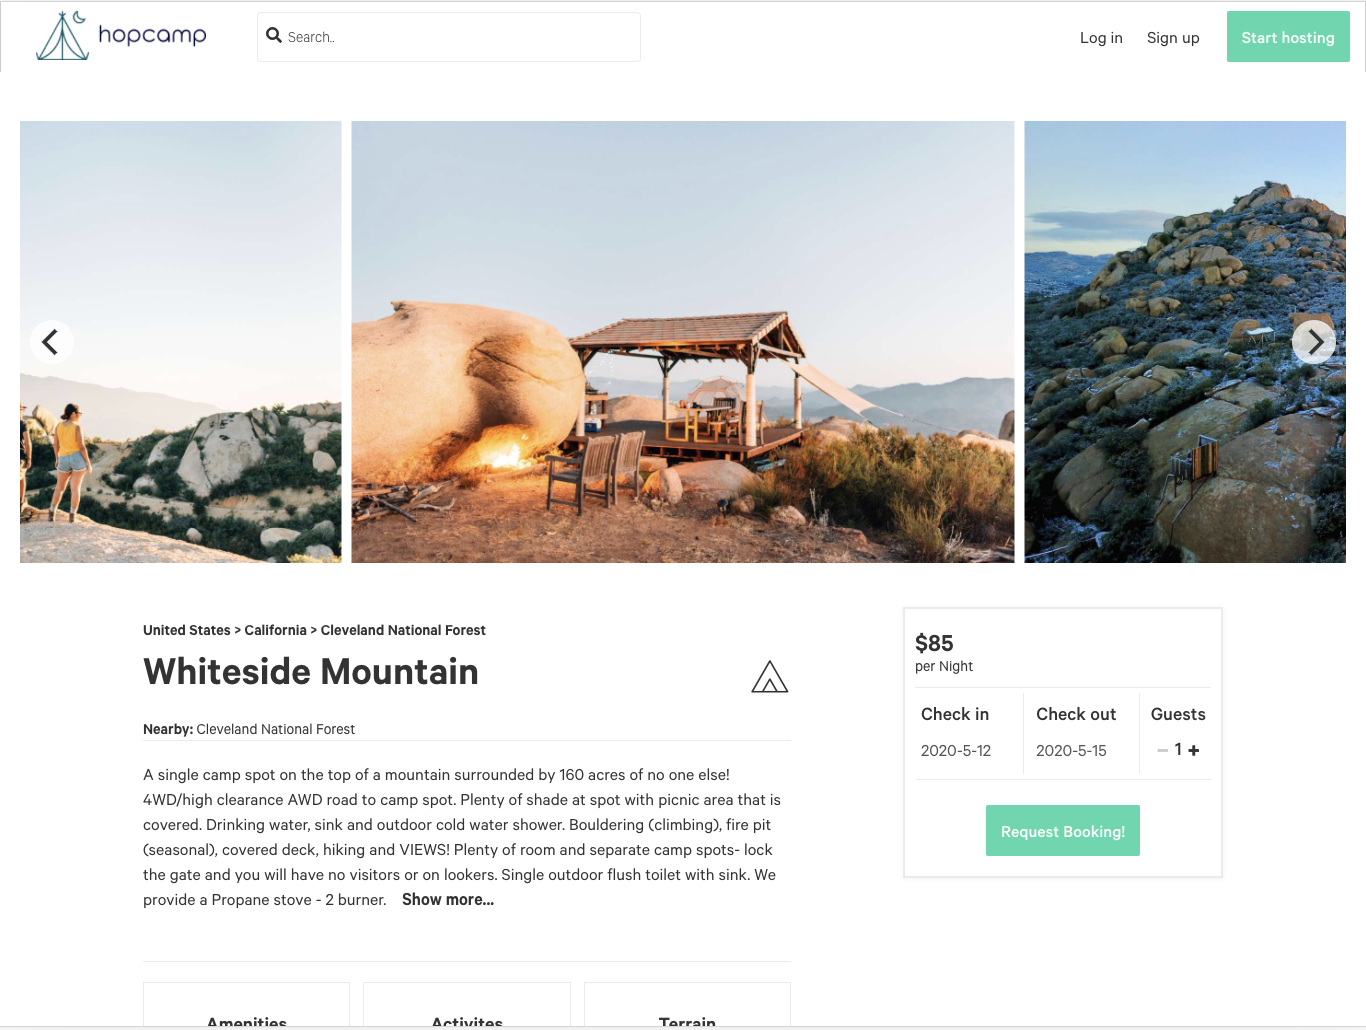 hopcamp
Search..
Log in
Sign up
Start hosting
United States > California > Cleveland National Forest
Whiteside Mountain
Nearby: Cleveland National Forest
A single camp spot on the top of a mountain surrounded by 160 acres of no one else!
4WD/high clearance AWD road to camp spot. Plenty of shade at spot with picnic area that is
covered. Drinking water, sink and outdoor cold water shower. Bouldering (climbing), fire pit
(seasonal), covered deck, hiking and VIEWS! Plenty of room and separate camp spots- lock
the gate and you will have no visitors or on lookers. Single outdoor flush toilet with sink. We
provide a Propane stove - 2 burner. Show more...
$85
per Night
Check in
Check out
Guests
2020-5-12
2020-5-15
1
Request Booking!
Amenities
Activites
Terrain